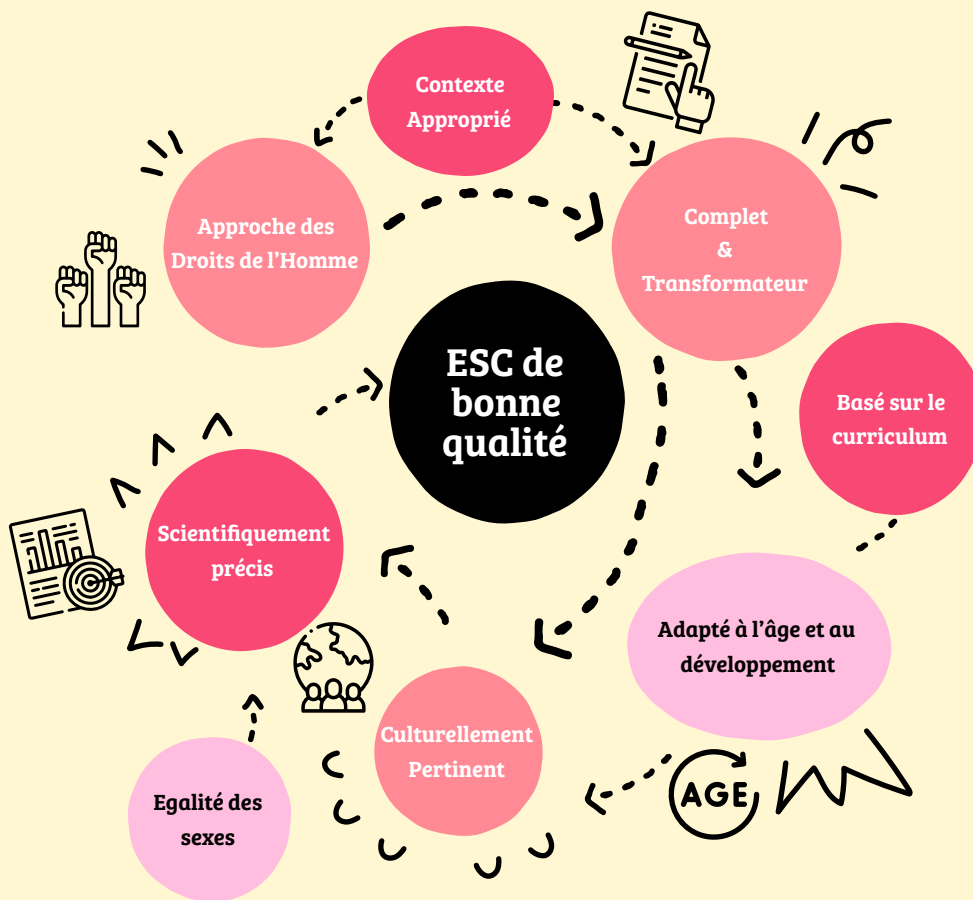 Contexte
Approprié
Approche des
Droits de l'Homme
Complet
&
Transformateur
ESC de
bonne
qualité
Basé sur le
curriculum
Scientifiquement
précis
Adapté à l'âge et au
développement
Culturellement
Pertinent
AGE
Egalité des
sexes